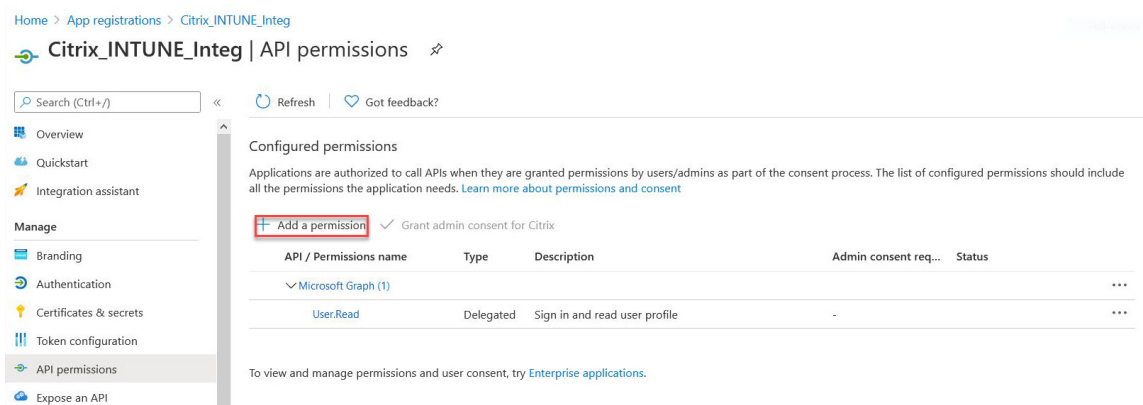 Home > App registrations > Citrix_INTUNE_Integ
Citrix_INTUNE_Integ | API permissions
Search (Ctrl+/)
«
Refresh
Got feedback?
Overview
Quickstart
Integration assistant
Manage
Branding
Authentication
Certificates & secrets
Token configuration
API permissions
Expose an API
Configured permissions
Applications are authorized to call APIs when they are granted permissions by users/admins as part of the consent process. The list of configured permissions should include
all the permissions the application needs. Learn more about permissions and consent
+ Add a permission ✓ Grant admin consent for Citrix
API / Permissions name Type Description Admin consent req... Status
Microsoft Graph (1) ...
User.Read Delegated Sign in and read user profile - ...
To view and manage permissions and user consent, try Enterprise applications.